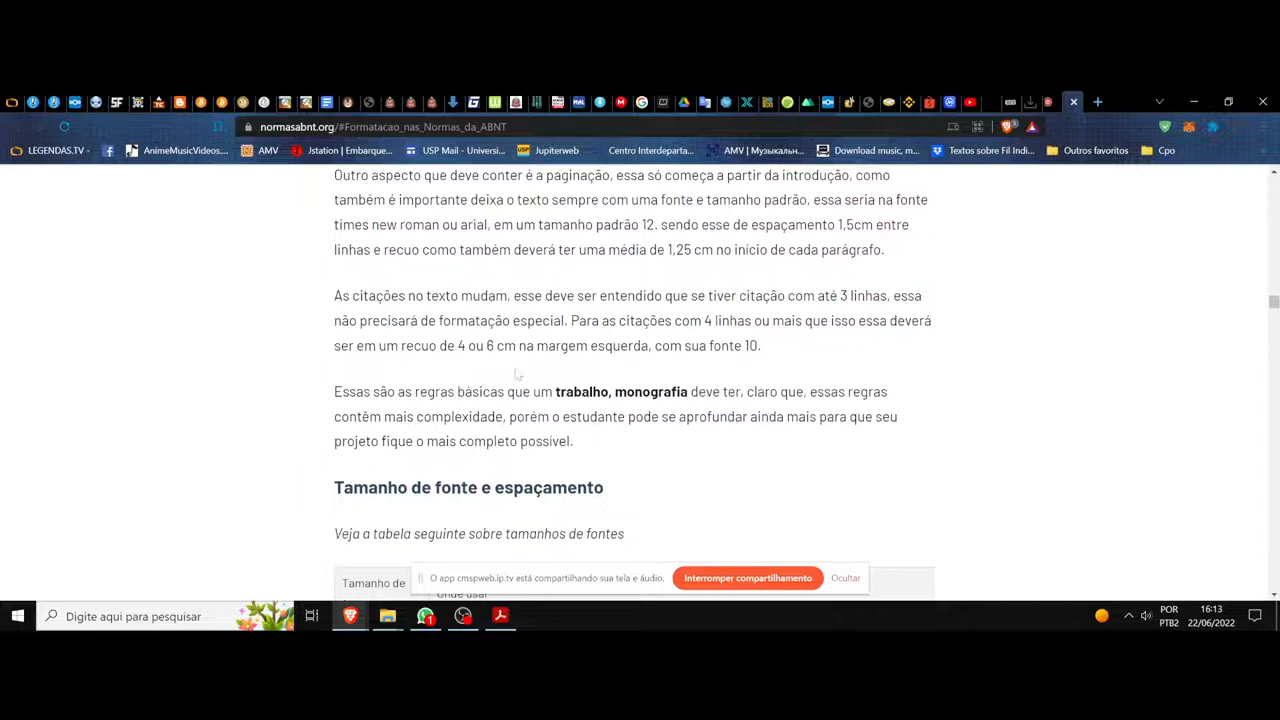 normasabnt.org/#Formatacao_nas_Normas_da_ABNT
LEGENDAS.TV
AnimeMusicVideos...
AMV
Jstation | Embarque...
USP Mail - Universi...
Jupiterweb
Centro Interdeparta...
AMV | Музыкальн...
Download music, m...
Textos sobre Fil Indi...
Outros favoritos
Cpo
Outro aspecto que deve conter é a paginação, essa só começa a partir da introdução, como
também é importante deixa o texto sempre com uma fonte e tamanho padrão, essa seria na fonte
times new roman ou arial, em um tamanho padrão 12. sendo esse de espaçamento 1,5cm entre
linhas e recuo como também deverá ter uma média de 1,25 cm no início de cada parágrafo.
As citações no texto mudam, esse deve ser entendido que se tiver citação com até 3 linhas, essa
não precisará de formatação especial. Para as citações com 4 linhas ou mais que isso essa deverá
ser em um recuo de 4 ou 6 cm na margem esquerda, com sua fonte 10.
Essas são as regras básicas que um trabalho, monografia deve ter, claro que, essas regras
contêm mais complexidade, porém o estudante pode se aprofundar ainda mais para que seu
projeto fique o mais completo possível.
Tamanho de fonte e espaçamento
Veja a tabela seguinte sobre tamanhos de fontes
Tamanho de
Onde usar
O app cmspweb.ip.tv está compartilhando sua tela e áudio.
Interromper compartilhamento
Ocultar
Digite aqui para pesquisar
POR
PTB2
16:13
22/06/2022